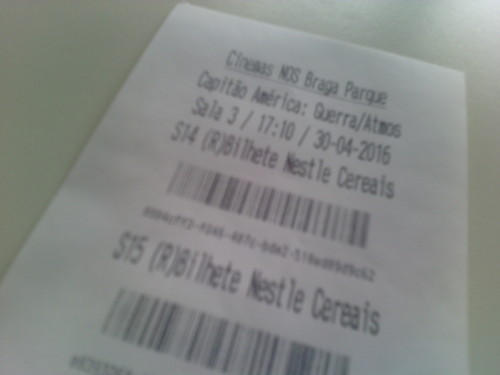 Cinemas NOS Braga Parque
Capitão América: Guerra/Atmos
Sala 3 / 17:10 / 30-04-2016
S14 (R)Bilhete Nestle Cereais
S15 (R)Bilhete Nestle Cereais